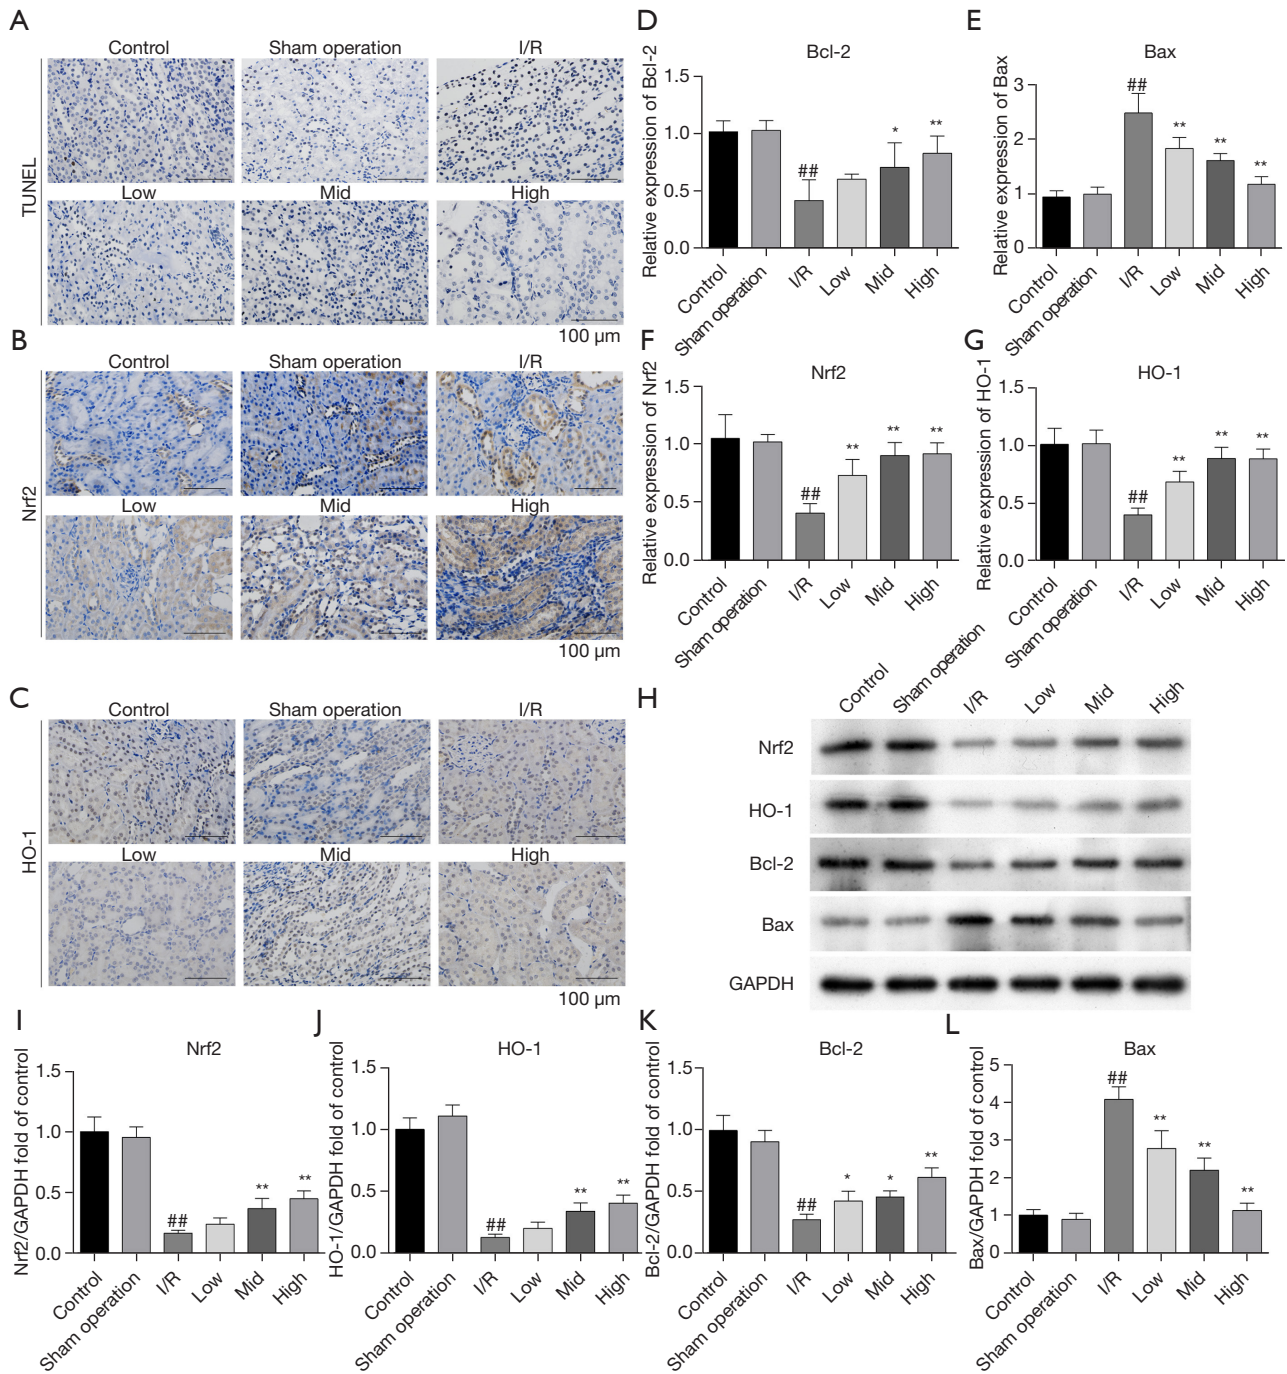 A
Control
Sham operation
I/R
TUNEL
Low
Mid
High
100 µm
B
Control
Sham operation
I/R
Nrf2
Low
Mid
High
100 µm
C
Control
Sham operation
I/R
HO-1
Low
Mid
High
100 µm
D
Bcl-2
Relative expression of Bcl-2
1.5
1.0
0.5
0.0
##
*
**
Control
Sham operation
I/R
Low
Mid
High
E
Bax
Relative expression of Bax
3
2
1
0
##
**
**
**
Control
Sham operation
I/R
Low
Mid
High
F
Nrf2
Relative expression of Nrf2
1.5
1.0
0.5
0.0
##
**
**
**
Control
Sham operation
I/R
Low
Mid
High
G
HO-1
Relative expression of HO-1
1.5
1.0
0.5
0.0
##
**
**
**
Control
Sham operation
I/R
Low
Mid
High
H
Control
Sham operation
I/R
Low
Mid
High
Nrf2
HO-1
Bcl-2
Bax
GAPDH
I
Nrf2
Nrf2/GAPDH fold of control
1.5
1.0
0.5
0.0
##
**
**
Control
Sham operation
I/R
Low
Mid
High
J
HO-1
HO-1/GAPDH fold of control
1.5
1.0
0.5
0.0
##
**
**
Control
Sham operation
I/R
Low
Mid
High
K
Bcl-2
Bcl-2/GAPDH fold of control
1.5
1.0
0.5
0.0
##
*
*
**
Control
Sham operation
I/R
Low
Mid
High
L
Bax
Bax/GAPDH fold of control
5
4
3
2
1
0
##
**
**
**
Control
Sham operation
I/R
Low
Mid
High